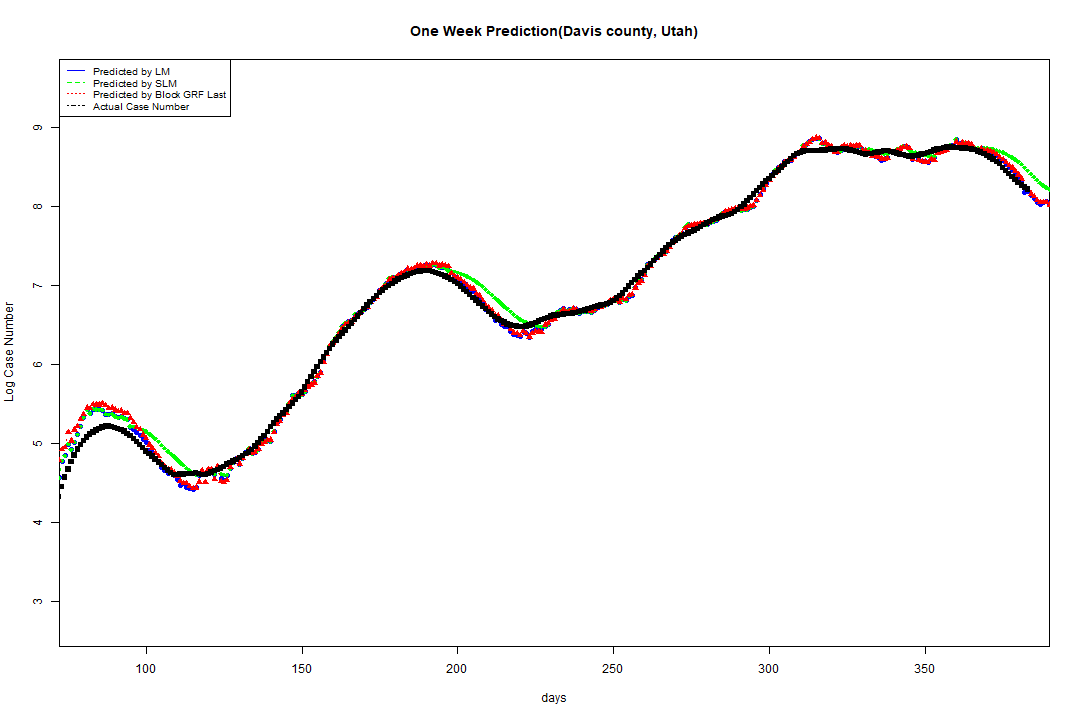 One Week Prediction(Davis county, Utah)
Predicted by LM
Predicted by SLM
Predicted by Block GRF Last
Actual Case Number
Log Case Number
9
8
7
6
5
4
3
100 150 200 250 300 350
days